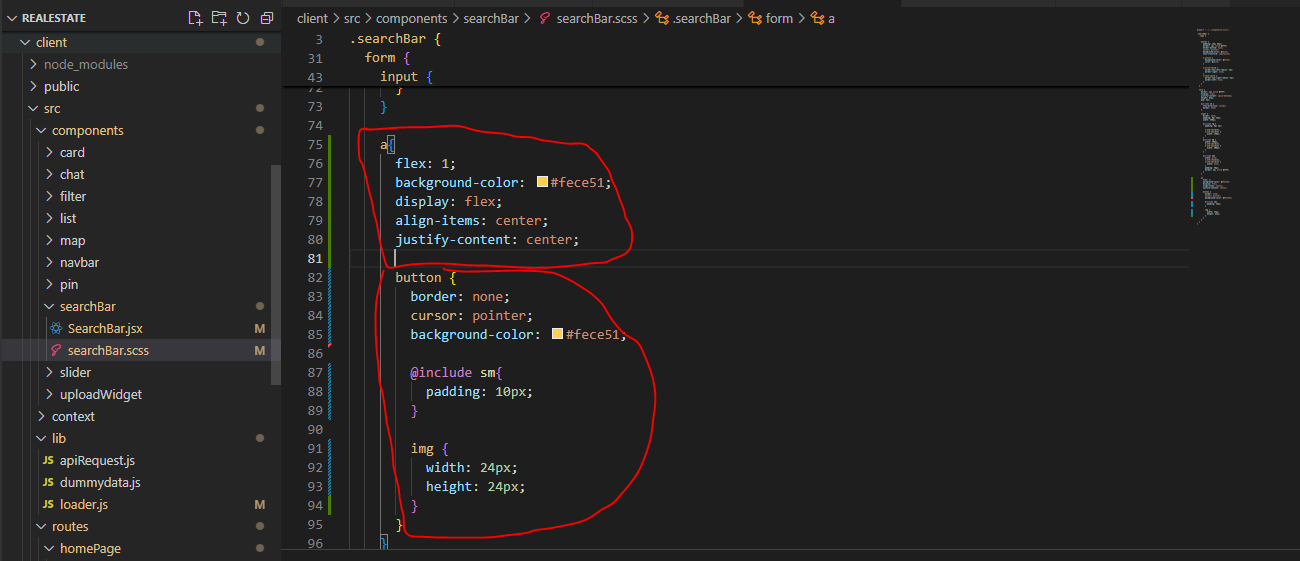 REALESTATE
client
node_modules
public
src
components
card
chat
filter
list
map
navbar
pin
searchBar
SearchBar.jsx M
searchBar.scss M
slider
uploadWidget
context
lib
JS apiRequest.js
JS dummydata.js
JS loader.js M
routes
homePage
client > src > components > searchBar > searchBar.scss > .searchBar > form > a
3 .searchBar {
31 form {
43 input {
72 }
73 }
74
75 a{
76 flex: 1;
77 background-color: #fece51;
78 display: flex;
79 align-items: center;
80 justify-content: center;
81
82 button {
83 border: none;
84 cursor: pointer;
85 background-color: #fece51;
86
87 @include sm{
88 padding: 10px;
89 }
90
91 img {
92 width: 24px;
93 height: 24px;
94 }
95 }
96 }